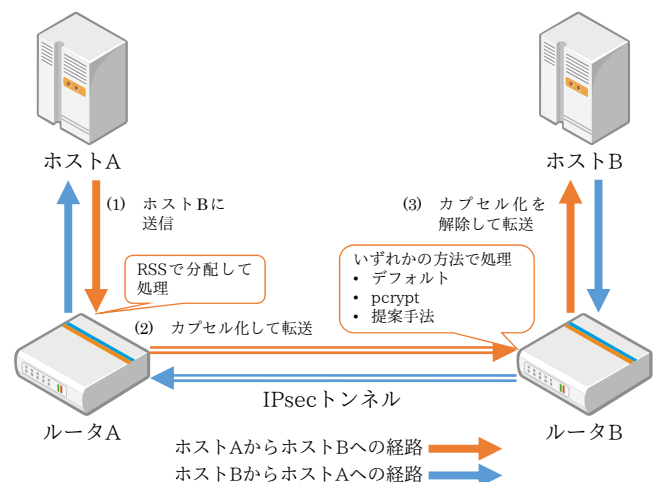 ホストA
ホストB
(1) ホストBに
送信
(3) カプセル化を
解除して転送
RSSで分配して
処理
いずれかの方法で処理
• デフォルト
• pcrypt
• 提案手法
(2) カプセル化して転送
IPsecトンネル
ルータA
ルータB
ホストAからホストBへの経路
ホストBからホストAへの経路